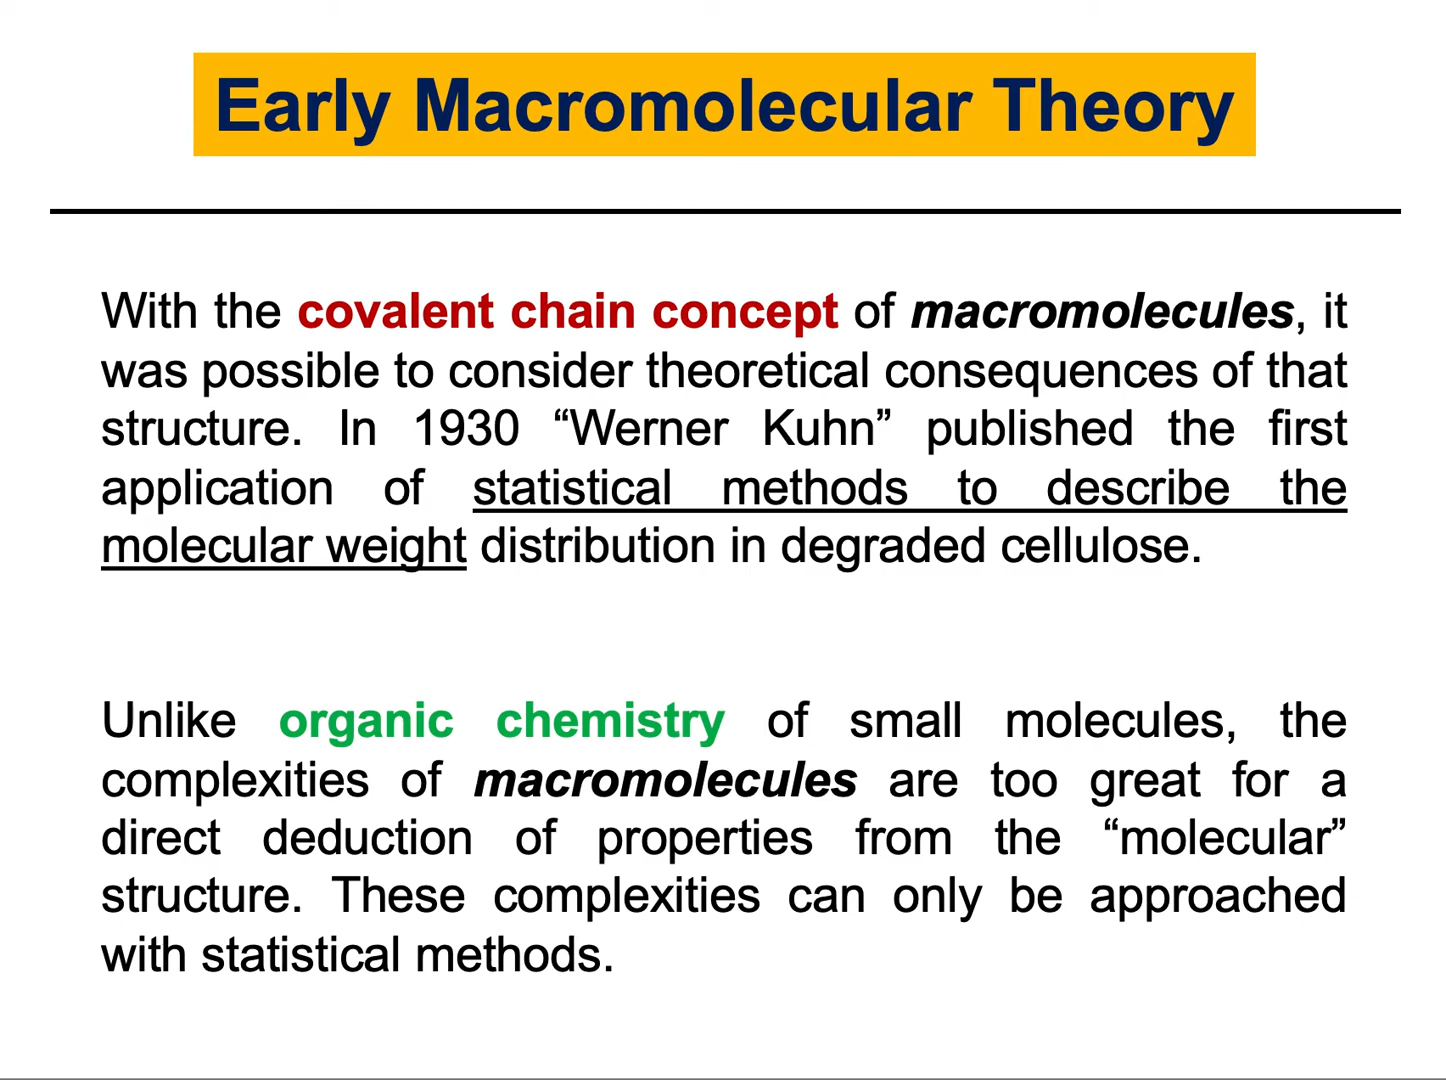 Early Macromolecular Theory
With the covalent chain concept of macromolecules, it
was possible to consider theoretical consequences of that
structure. In 1930 “Werner Kuhn” published the first
application of statistical methods to describe the
molecular weight distribution in degraded cellulose.
Unlike organic chemistry of small molecules, the
complexities of macromolecules are too great for a
direct deduction of properties from the “molecular”
structure. These complexities can only be approached
with statistical methods.